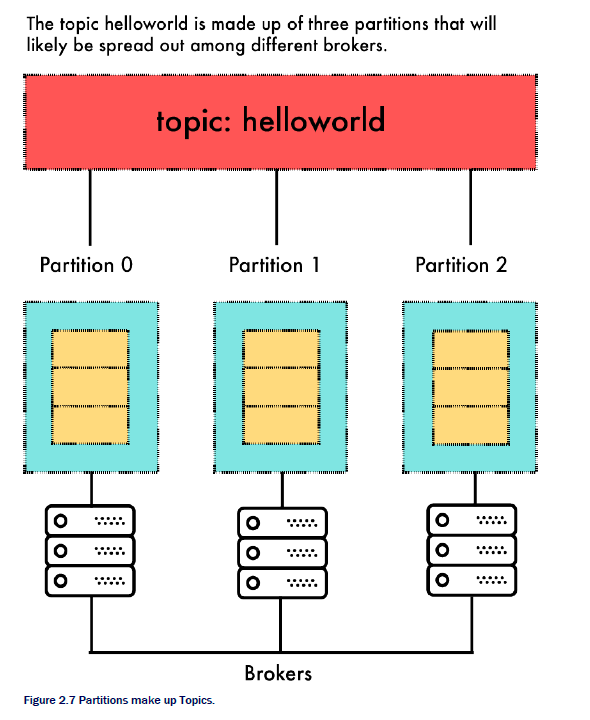 The topic helloworld is made up of three partitions that will
likely be spread out among different brokers.
topic: helloworld
Partition 0
Partition 1
Partition 2
Brokers
Figure 2.7 Partitions make up Topics.